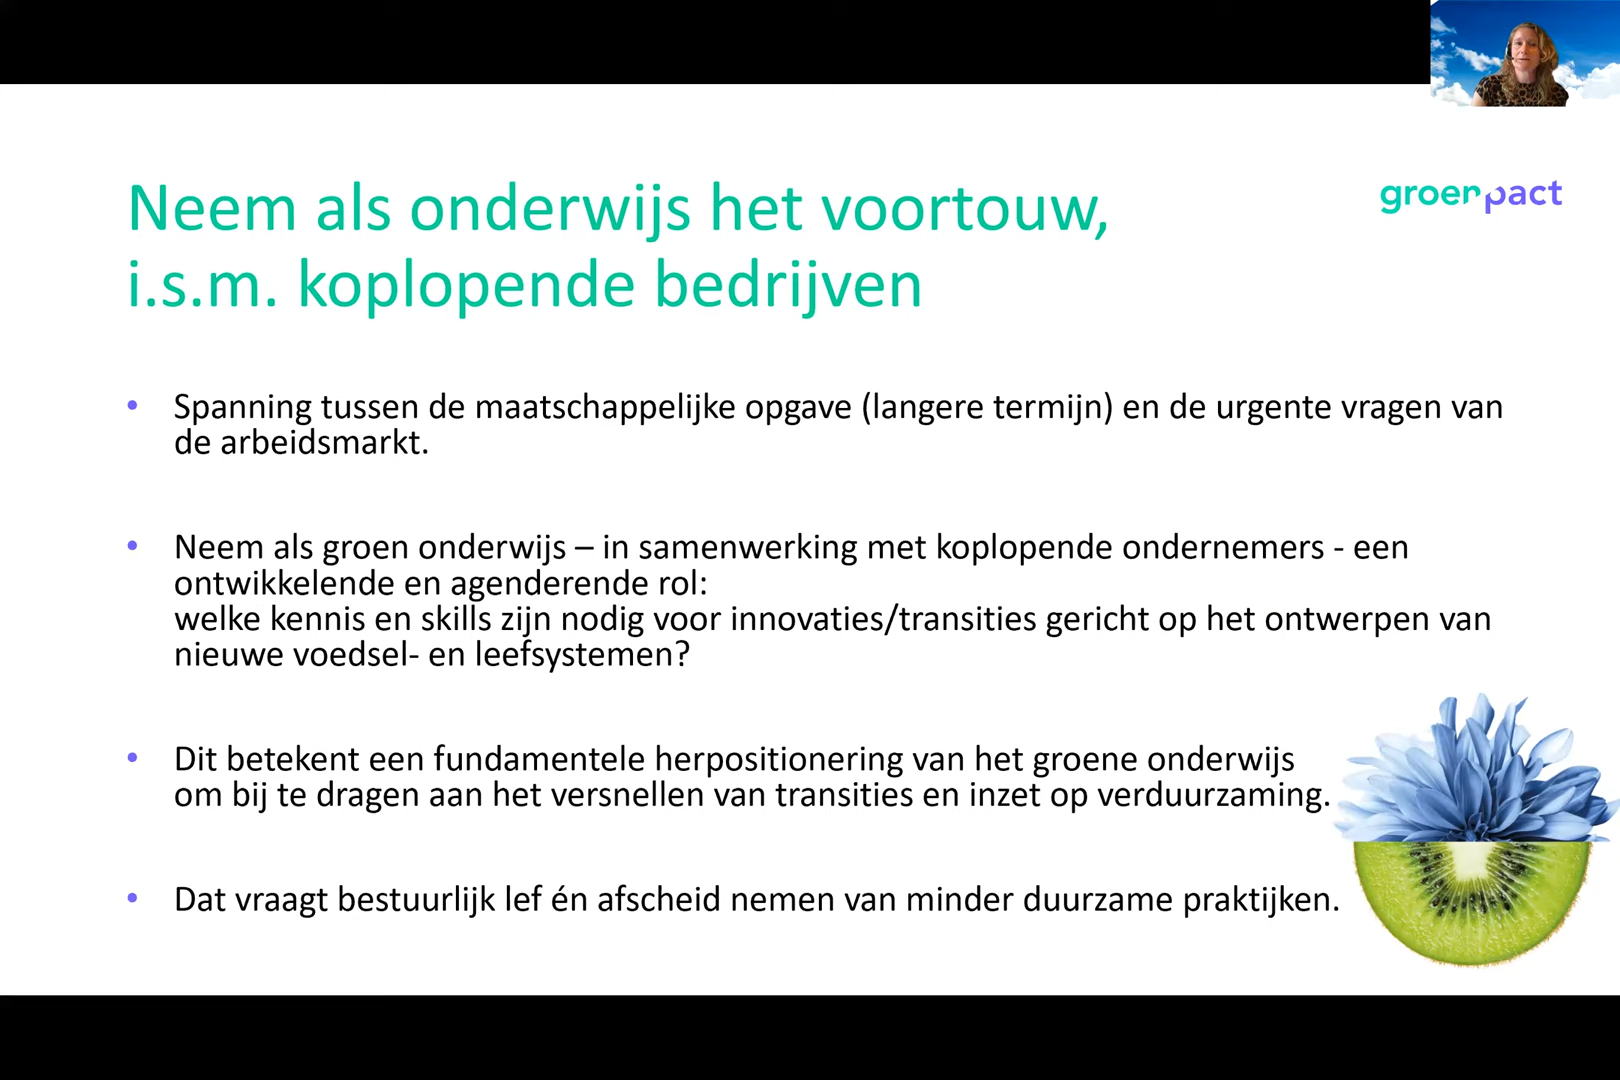 Neem als onderwijs het voortouw,
i.s.m. koplopende bedrijven
groenpact
• Spanning tussen de maatschappelijke opgave (langere termijn) en de urgente vragen van
de arbeidsmarkt.
• Neem als groen onderwijs – in samenwerking met koplopende ondernemers - een
ontwikkelende en agenderende rol:
welke kennis en skills zijn nodig voor innovaties/transities gericht op het ontwerpen van
nieuwe voedsel- en leefsystemen?
• Dit betekent een fundamentele herpositionering van het groene onderwijs
om bij te dragen aan het versnellen van transities en inzet op verduurzaming.
• Dat vraagt bestuurlijk lef én afscheid nemen van minder duurzame praktijken.